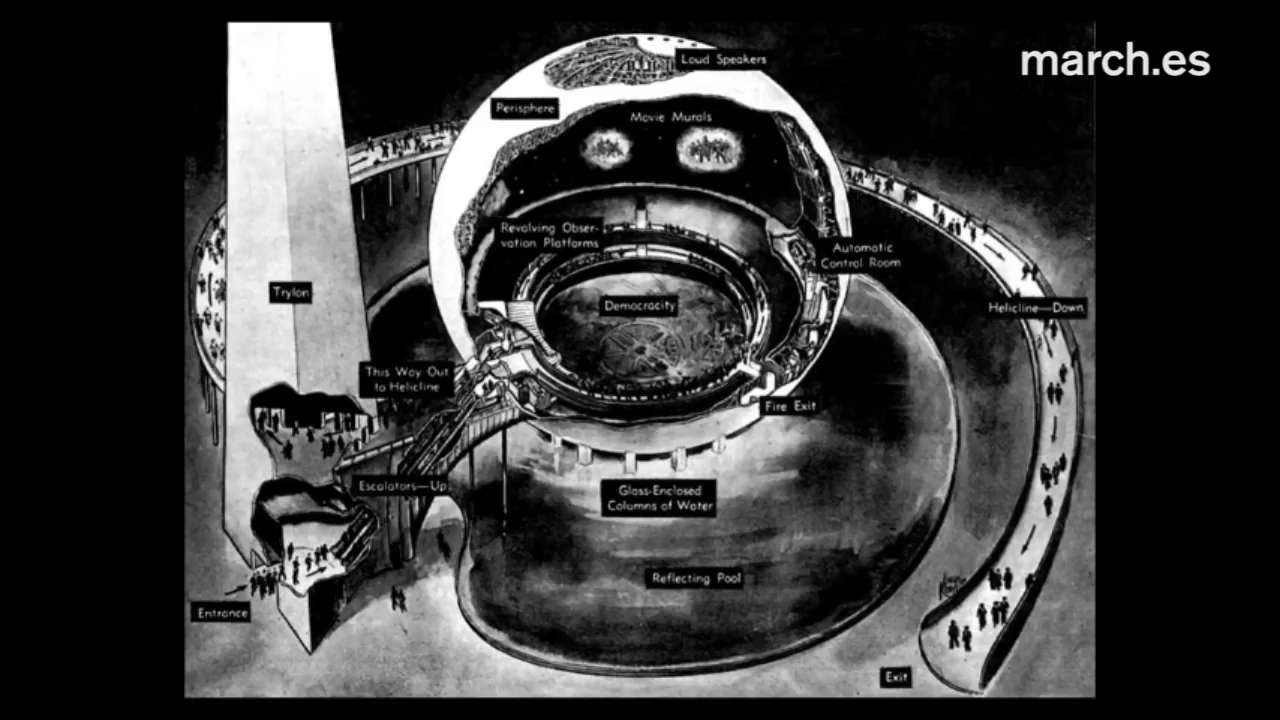 march.es
Loud Speakers
Perisphere
Movie Murals
Revolving Obser-
vation Platforms
Automatic
Control Room
Trylon
Democracity
Helicline—Down
This Way Out
to Helicline
Fire Exit
Escalators—Up
Glass-Enclosed
Columns of Water
Reflecting Pool
Entrance
Exit